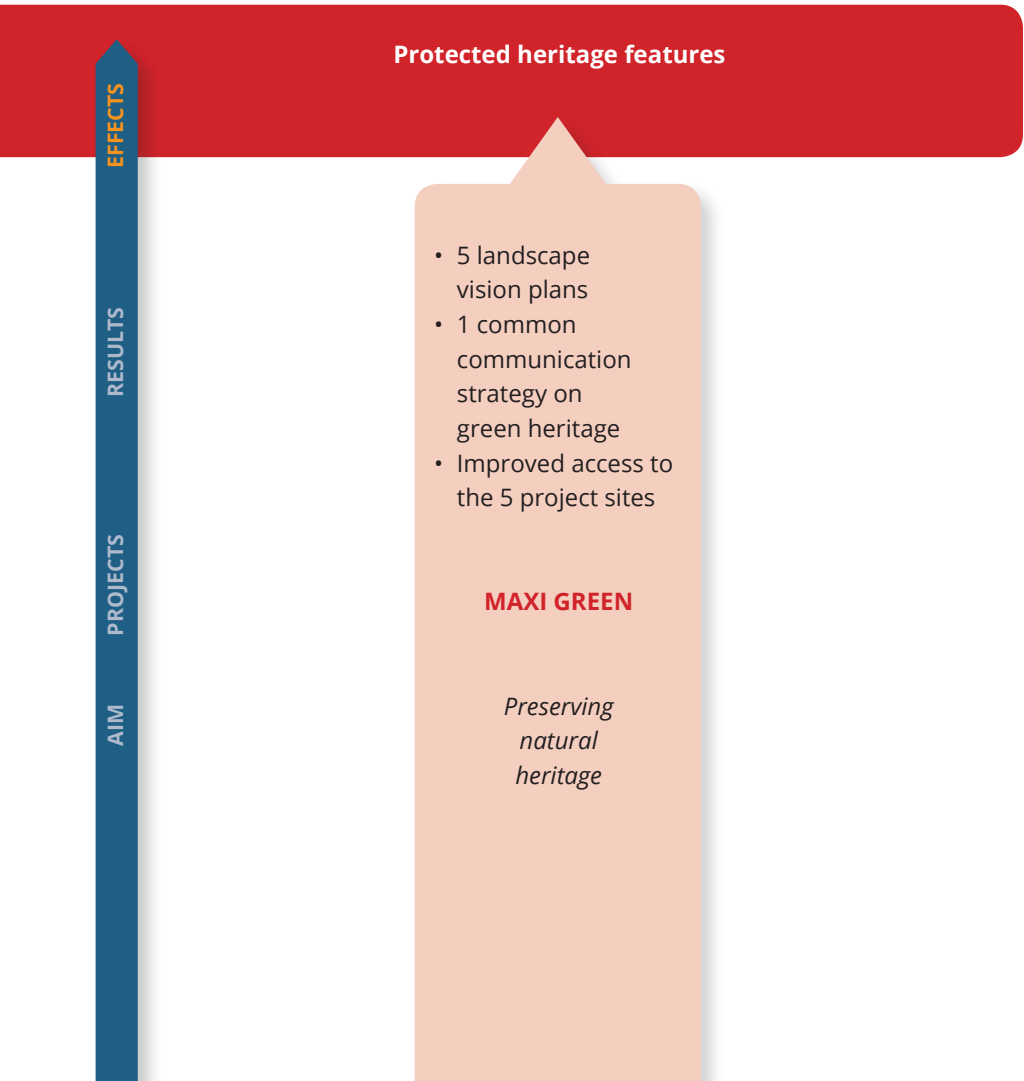 Protected heritage features
EFFECTS
• 5 landscape
vision plans
• 1 common
communication
strategy on
green heritage
• Improved access to
the 5 project sites
RESULTS
MAXI GREEN
PROJECTS
Preserving
natural
heritage
AIM